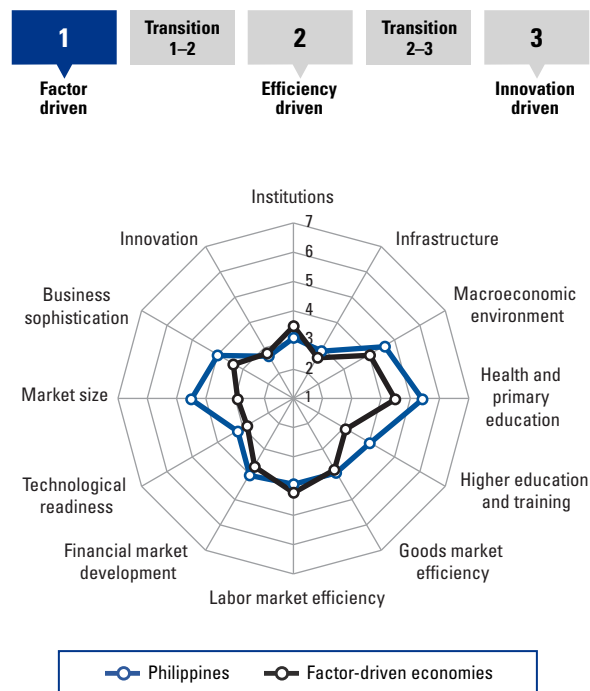 1
Transition
1–2
2
Transition
2–3
3
Factor
driven
Efficiency
driven
Innovation
driven
Institutions
Infrastructure
Macroeconomic
environment
Health and
primary
education
Higher education
and training
Goods market
efficiency
Labor market efficiency
Financial market
development
Technological
readiness
Market size
Business
sophistication
Innovation
7
6
5
4
3
2
1
Philippines
Factor-driven economies